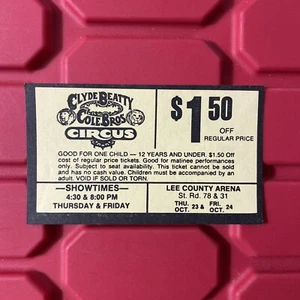 CLYDE BEATTY
COLE BROS.
CIRCUS
$1.50
OFF
REGULAR PRICE
GOOD FOR ONE CHILD — 12 YEARS AND UNDER $1.50 Off
cost of regular price tickets. Good for matinee performances
only. Subject to seat availability. This ticket cannot be sold
and has no cash value. Children must be accompanied by an
adult. VOID IF SOLD OR TORN.
—SHOWTIMES—
4:30 & 8:00 PM
THURSDAY & FRIDAY
LEE COUNTY ARENA
St. Rd. 78 & 31
THU. FRI.
OCT. 23 & OCT. 24